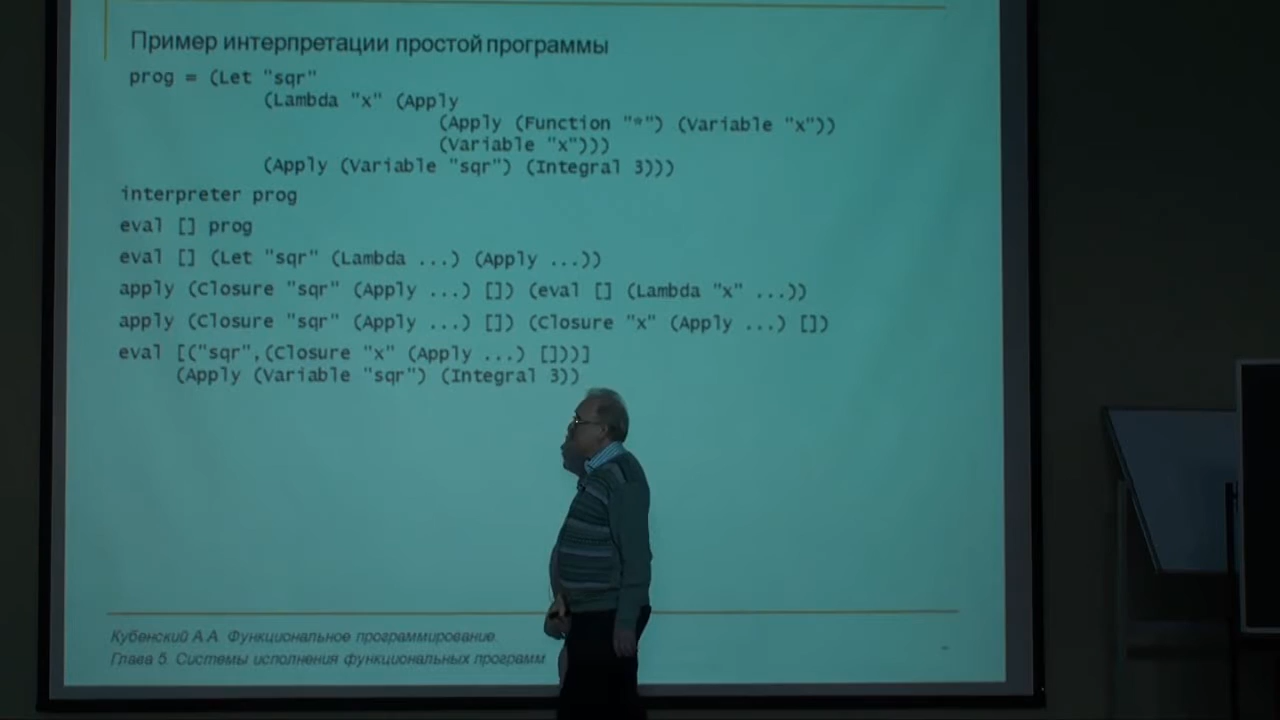 Пример интерпретации простой программы
prog = (Let "sqr"
(Lambda "x" (Apply
(Apply (Function "*") (Variable "x"))
(Variable "x")))
(Apply (Variable "sqr") (Integral 3)))
interpreter prog
eval [] prog
eval [] (Let "sqr" (Lambda ...) (Apply ...))
apply (Closure "sqr" (Apply ...) []) (eval [] (Lambda "x" ...))
apply (Closure "sqr" (Apply ...) []) (Closure "x" (Apply ...) [])
eval [("sqr",(Closure "x" (Apply ...) []))]
(Apply (Variable "sqr") (Integral 3))
Кубенский А.А. Функциональное программирование.
Глава 5. Системы исполнения функциональных программ